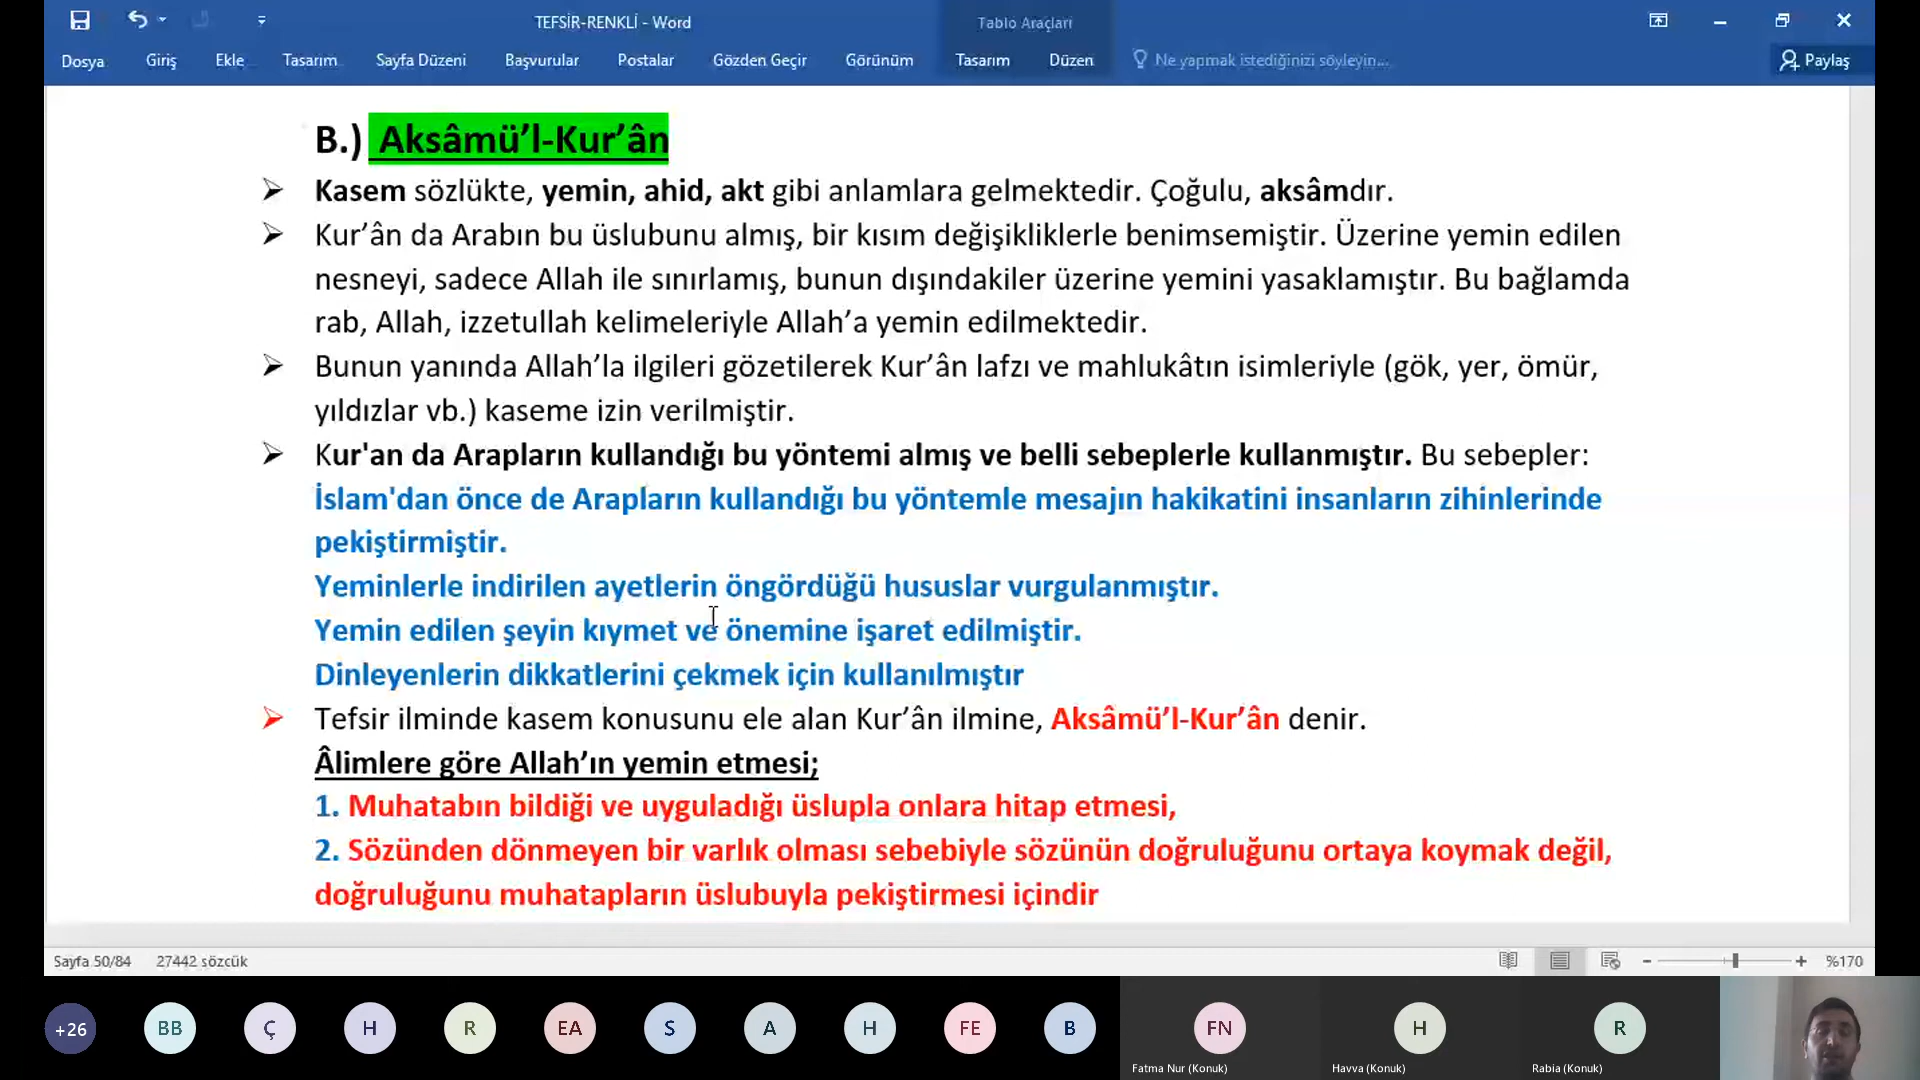 TEFSİR-RENKLİ - Word
Tablo Araçları
Dosya Giriş Ekle Tasarım Sayfa Düzeni Başvurular Postalar Gözden Geçir Görünüm Tasarım Düzen Ne yapmak istediğinizi söyleyin... Paylaş
B.) Aksâmü’l-Kur’ân
➢ Kasem sözlükte, yemin, ahid, akt gibi anlamlara gelmektedir. Çoğulu, aksâmdır.
➢ Kur’ân da Arabın bu üslubunu almış, bir kısım değişikliklerle benimsemiştir. Üzerine yemin edilen
nesneyi, sadece Allah ile sınırlamış, bunun dışındakiler üzerine yemini yasaklamıştır. Bu bağlamda
rab, Allah, izzetullah kelimeleriyle Allah’a yemin edilmektedir.
➢ Bunun yanında Allah’la ilgileri gözetilerek Kur’ân lafzı ve mahlukâtın isimleriyle (gök, yer, ömür,
yıldızlar vb.) kaseme izin verilmiştir.
➢ Kur'an da Arapların kullandığı bu yöntemi almış ve belli sebeplerle kullanmıştır. Bu sebepler:
İslam'dan önce de Arapların kullandığı bu yöntemle mesajın hakikatini insanların zihinlerinde
pekiştirmiştir.
Yeminlerle indirilen ayetlerin öngördüğü hususlar vurgulanmıştır.
Yemin edilen şeyin kıymet ve önemine işaret edilmiştir.
Dinleyenlerin dikkatlerini çekmek için kullanılmıştır
➢ Tefsir ilminde kasem konusunu ele alan Kur’ân ilmine, Aksâmü’l-Kur’ân denir.
Âlimlere göre Allah’ın yemin etmesi;
1. Muhatabın bildiği ve uyguladığı üslupla onlara hitap etmesi,
2. Sözünden dönmeyen bir varlık olması sebebiyle sözünün doğruluğunu ortaya koymak değil,
doğruluğunu muhatapların üslubuyla pekiştirmesi içindir
Sayfa 50/84 27442 sözcük %170
+26 BB Ç H R EA S A H FE B FN H R
Fatma Nur (Konuk) Havva (Konuk) Rabia (Konuk)